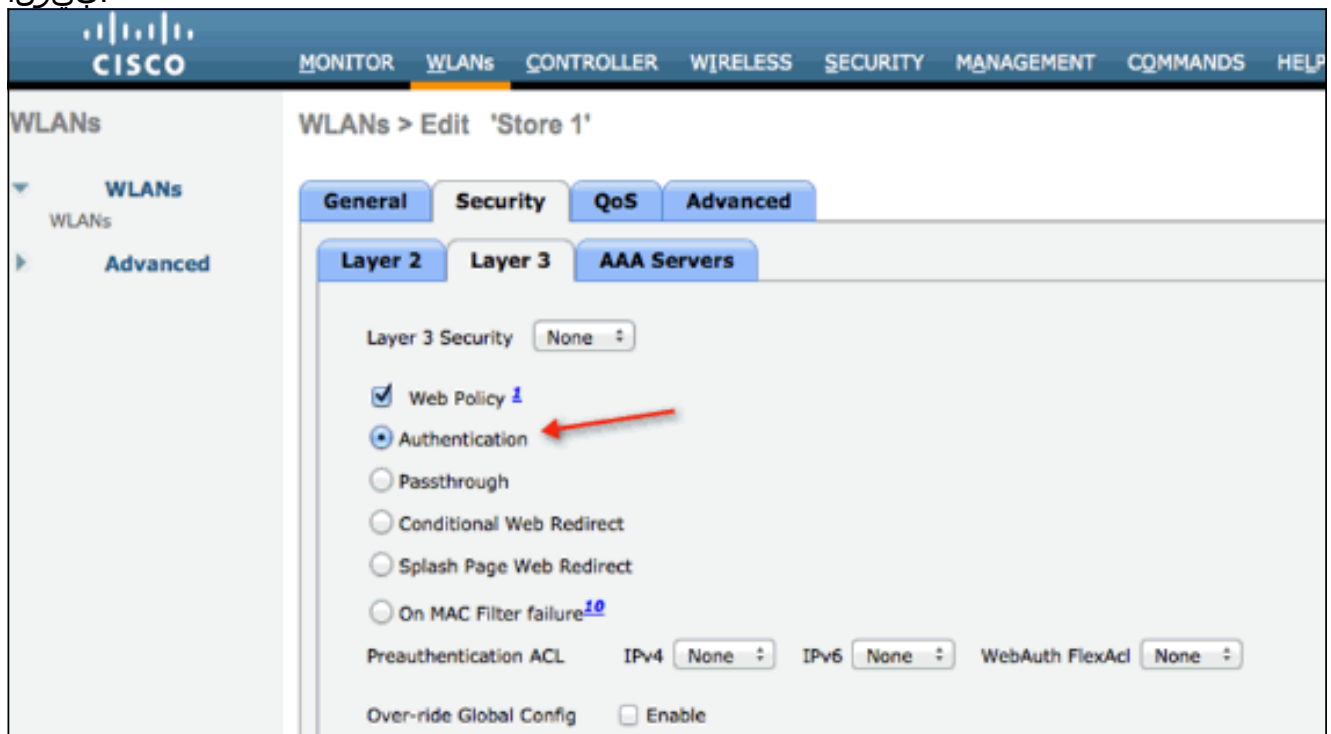 CISCO
MONITOR WLANs CONTROLLER WIRELESS SECURITY MANAGEMENT COMMANDS
WLANs
WLANs > Edit 'Store 1'
WLANs
WLANs
Advanced
General Security QoS Advanced
Layer 2 Layer 3 AAA Servers
Layer 3 Security None
Web Policy 1
Authentication
Passthrough
Conditional Web Redirect
Splash Page Web Redirect
On MAC Filter failure10
Preauthentication ACL IPv4 None IPv6 None WebAuth FlexAcl None
Over-ride Global Config Enable